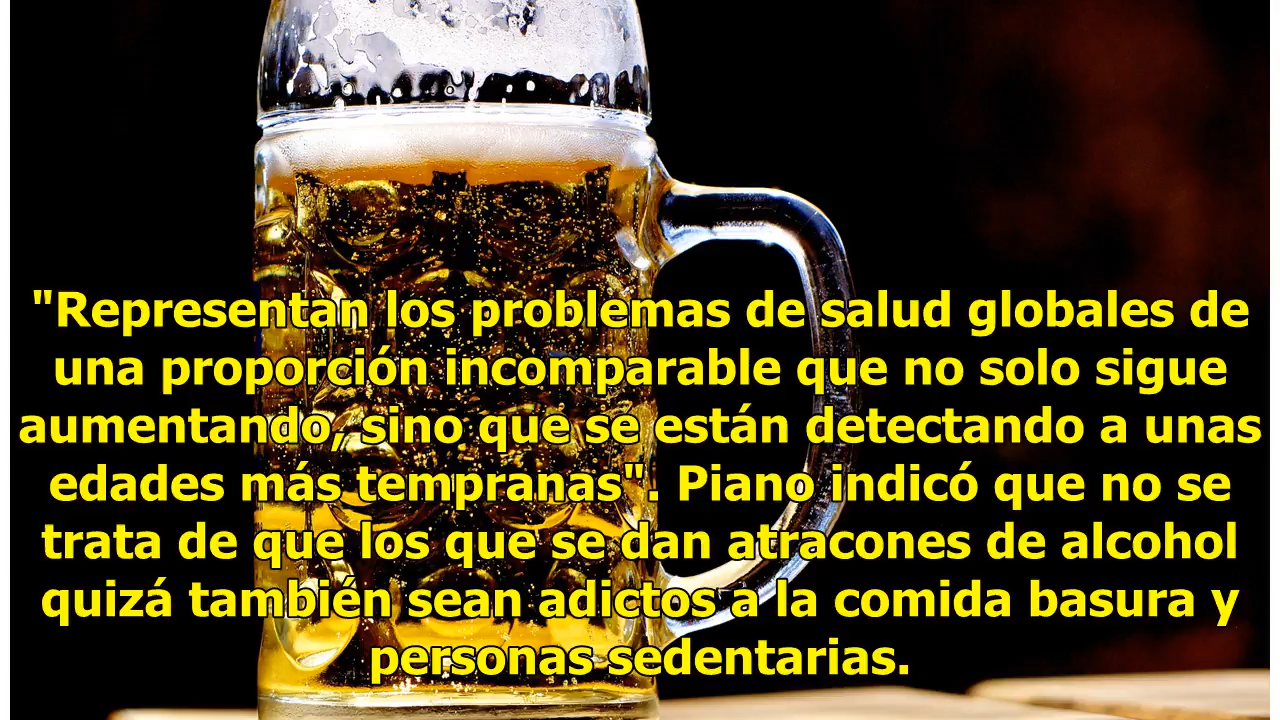 "Representan los problemas de salud globales de
una proporción incomparable que no solo sigue
aumentando, sino que se están detectando a unas
edades más tempranas". Piano indicó que no se
trata de que los que se dan atracones de alcohol
quizá también sean adictos a la comida basura y
personas sedentarias.